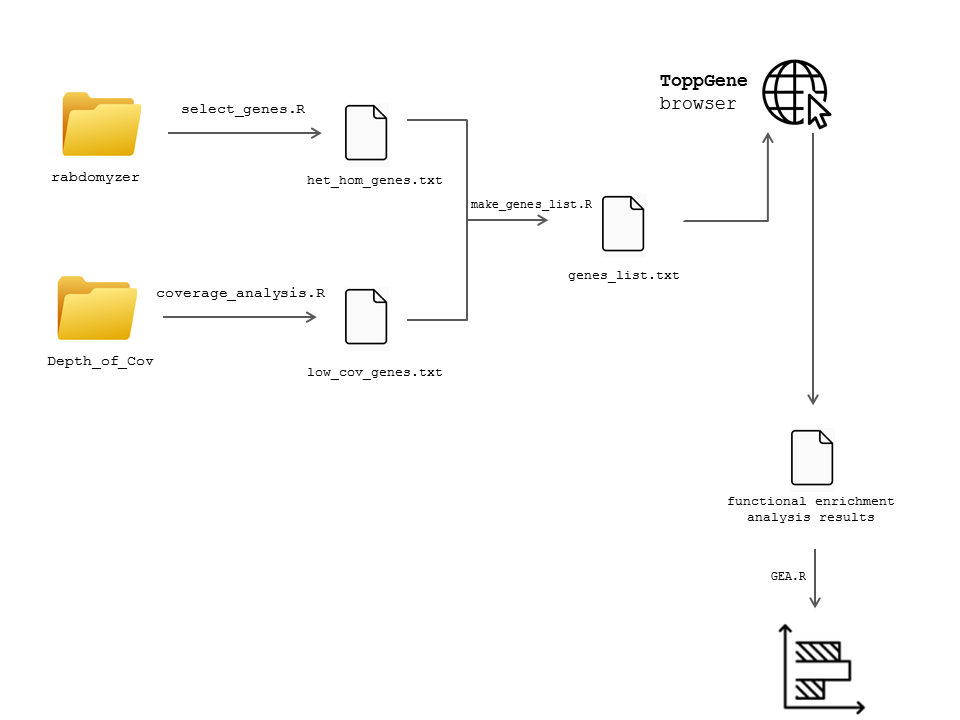 ToppGene
browser
select_genes.R
rabdomyzer
het_hom_genes.txt
make_genes_list.R
genes_list.txt
coverage_analysis.R
Depth_of_Cov
low_cov_genes.txt
functional enrichment
analysis results
GEA.R